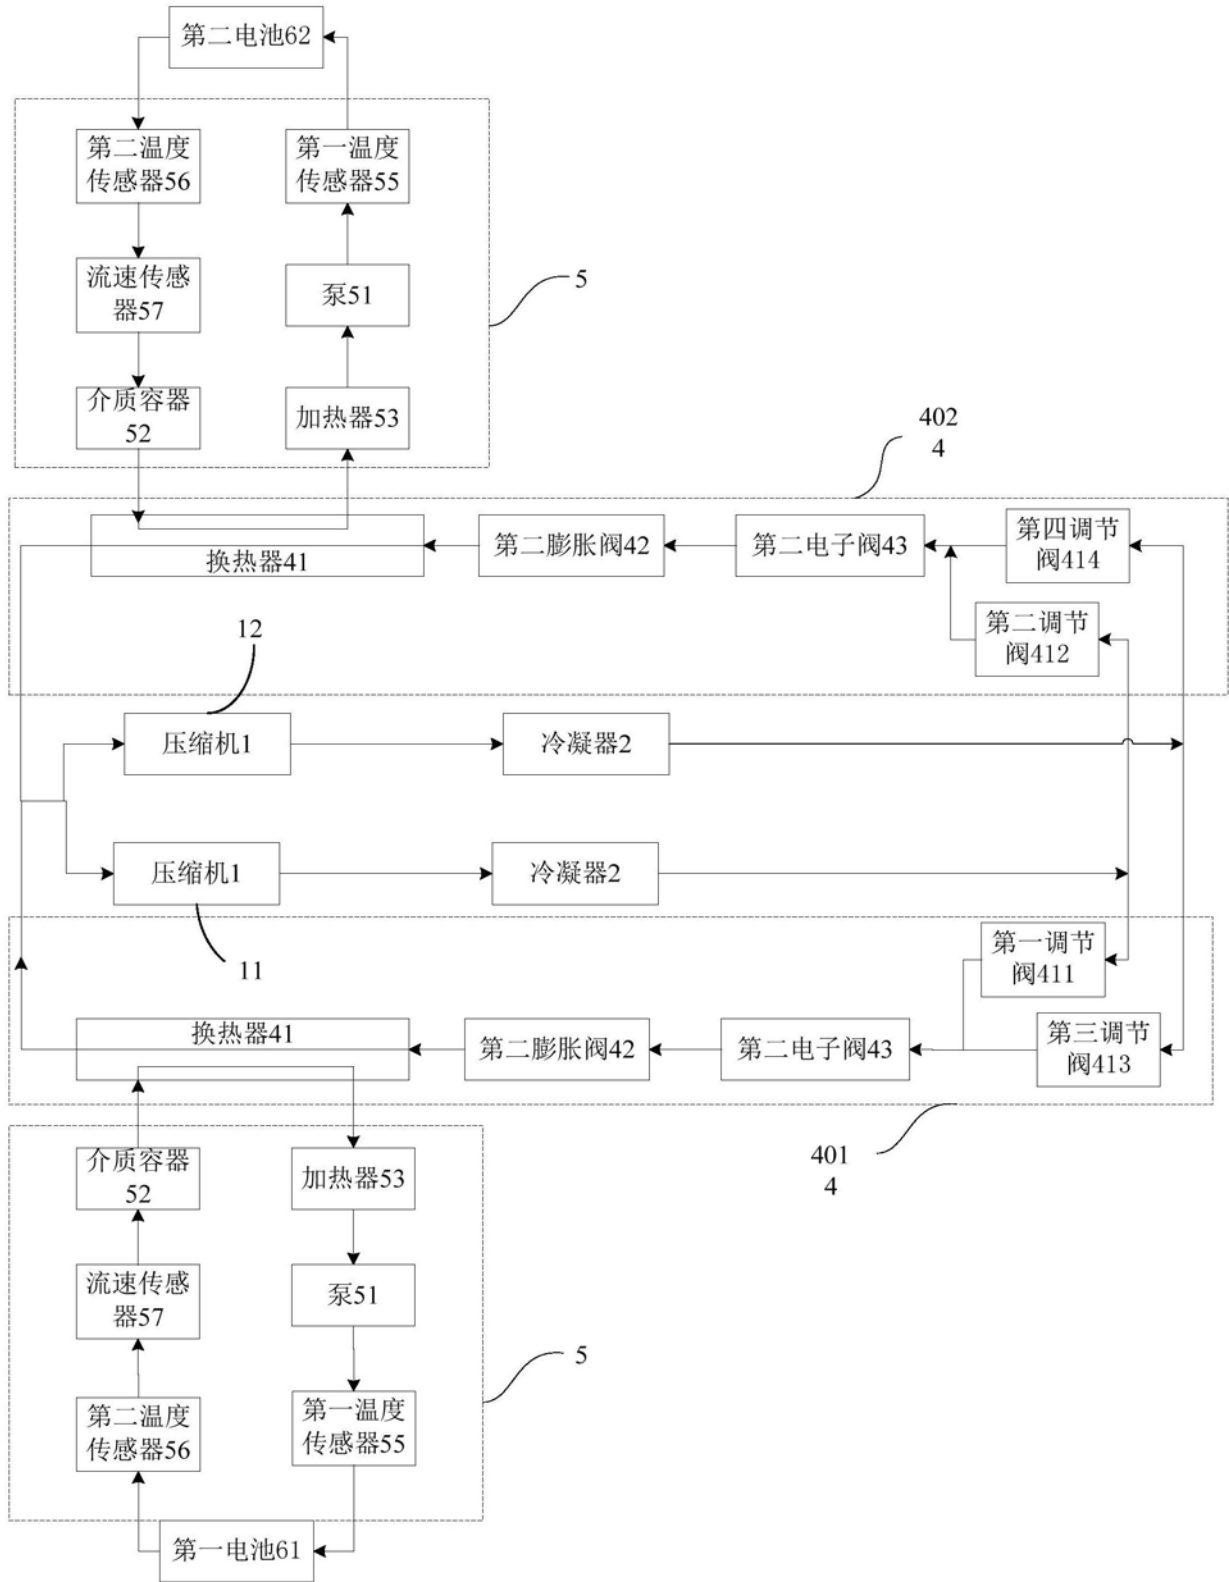 第二电池62
第二温度
传感器56
第一温度
传感器55
流速传感
器57
泵51
5
介质容器
52
加热器53
402
4
换热器41
第二膨胀阀42
第二电子阀43
第四调节
阀414
第二调节
阀412
12
压缩机1
冷凝器2
压缩机1
冷凝器2
11
第一调节
阀411
换热器41
第二膨胀阀42
第二电子阀43
第三调节
阀413
401
4
介质容器
52
加热器53
流速传感
器57
泵51
5
第二温度
传感器56
第一温度
传感器55
第一电池61